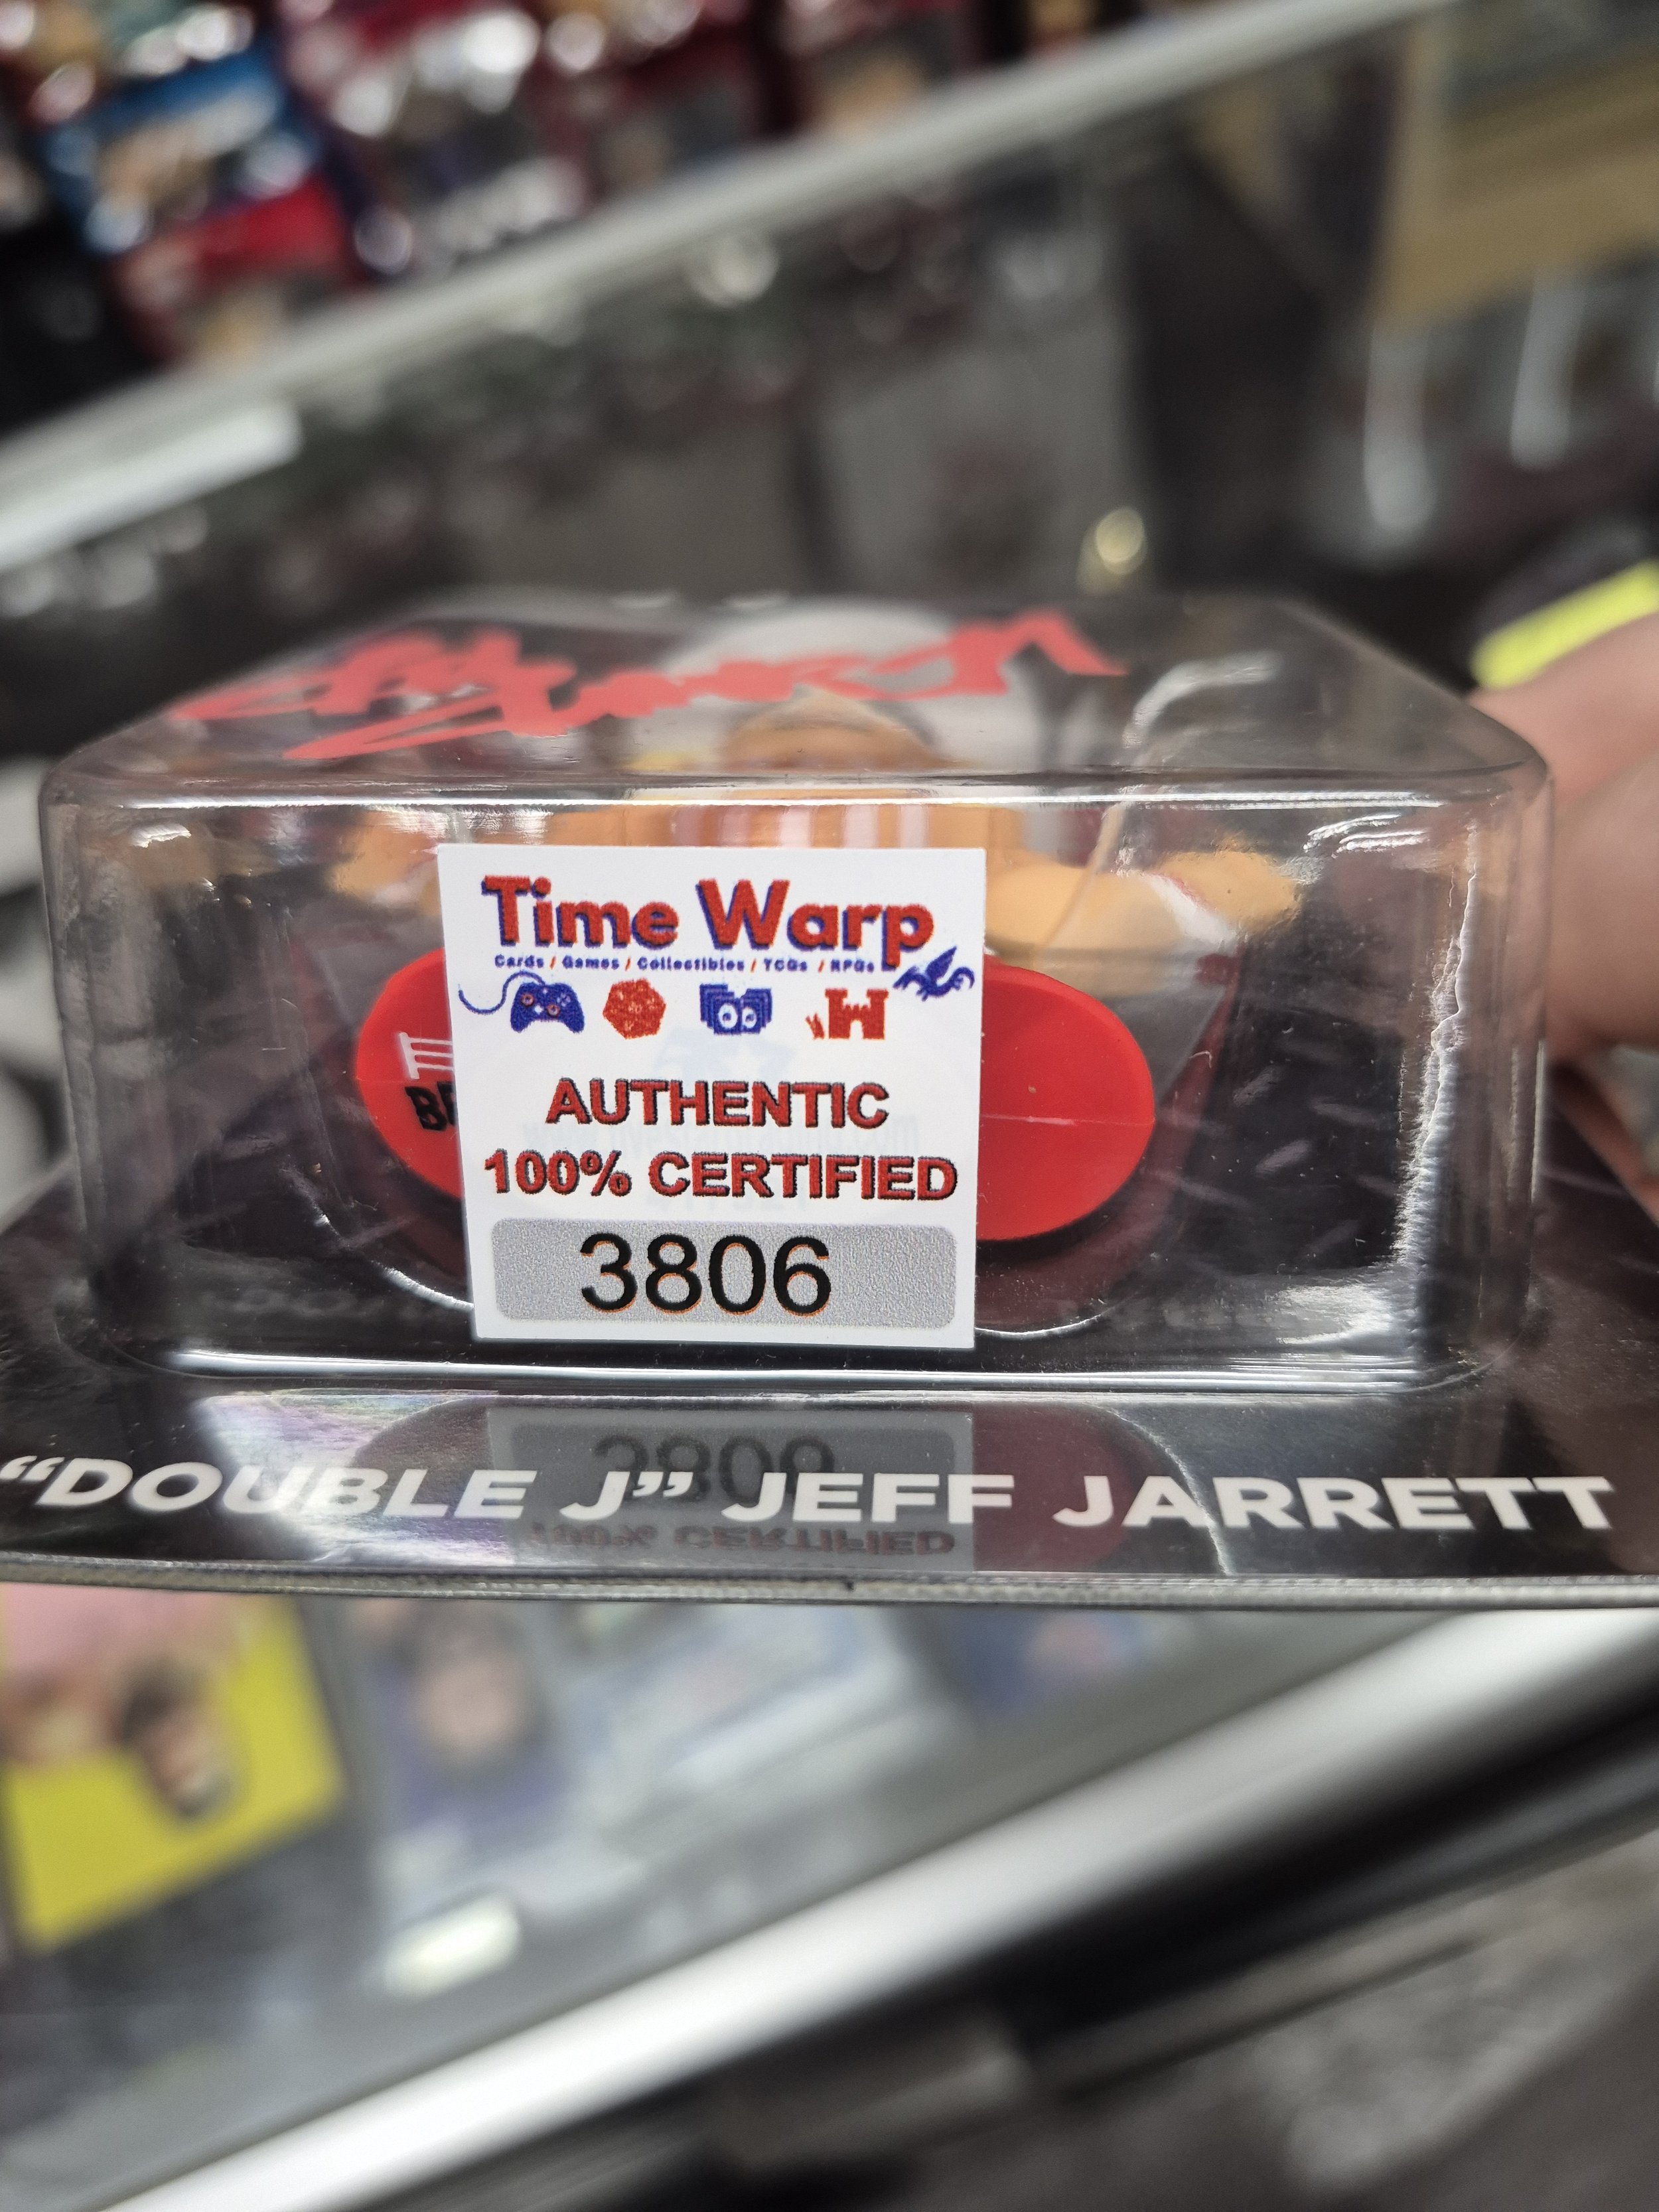 Time Warp
Cards / Games / Collectibles / TCGs / RPGs
AUTHENTIC
100% CERTIFIED
3806
"DOUBLE J" JEFF JARRETT